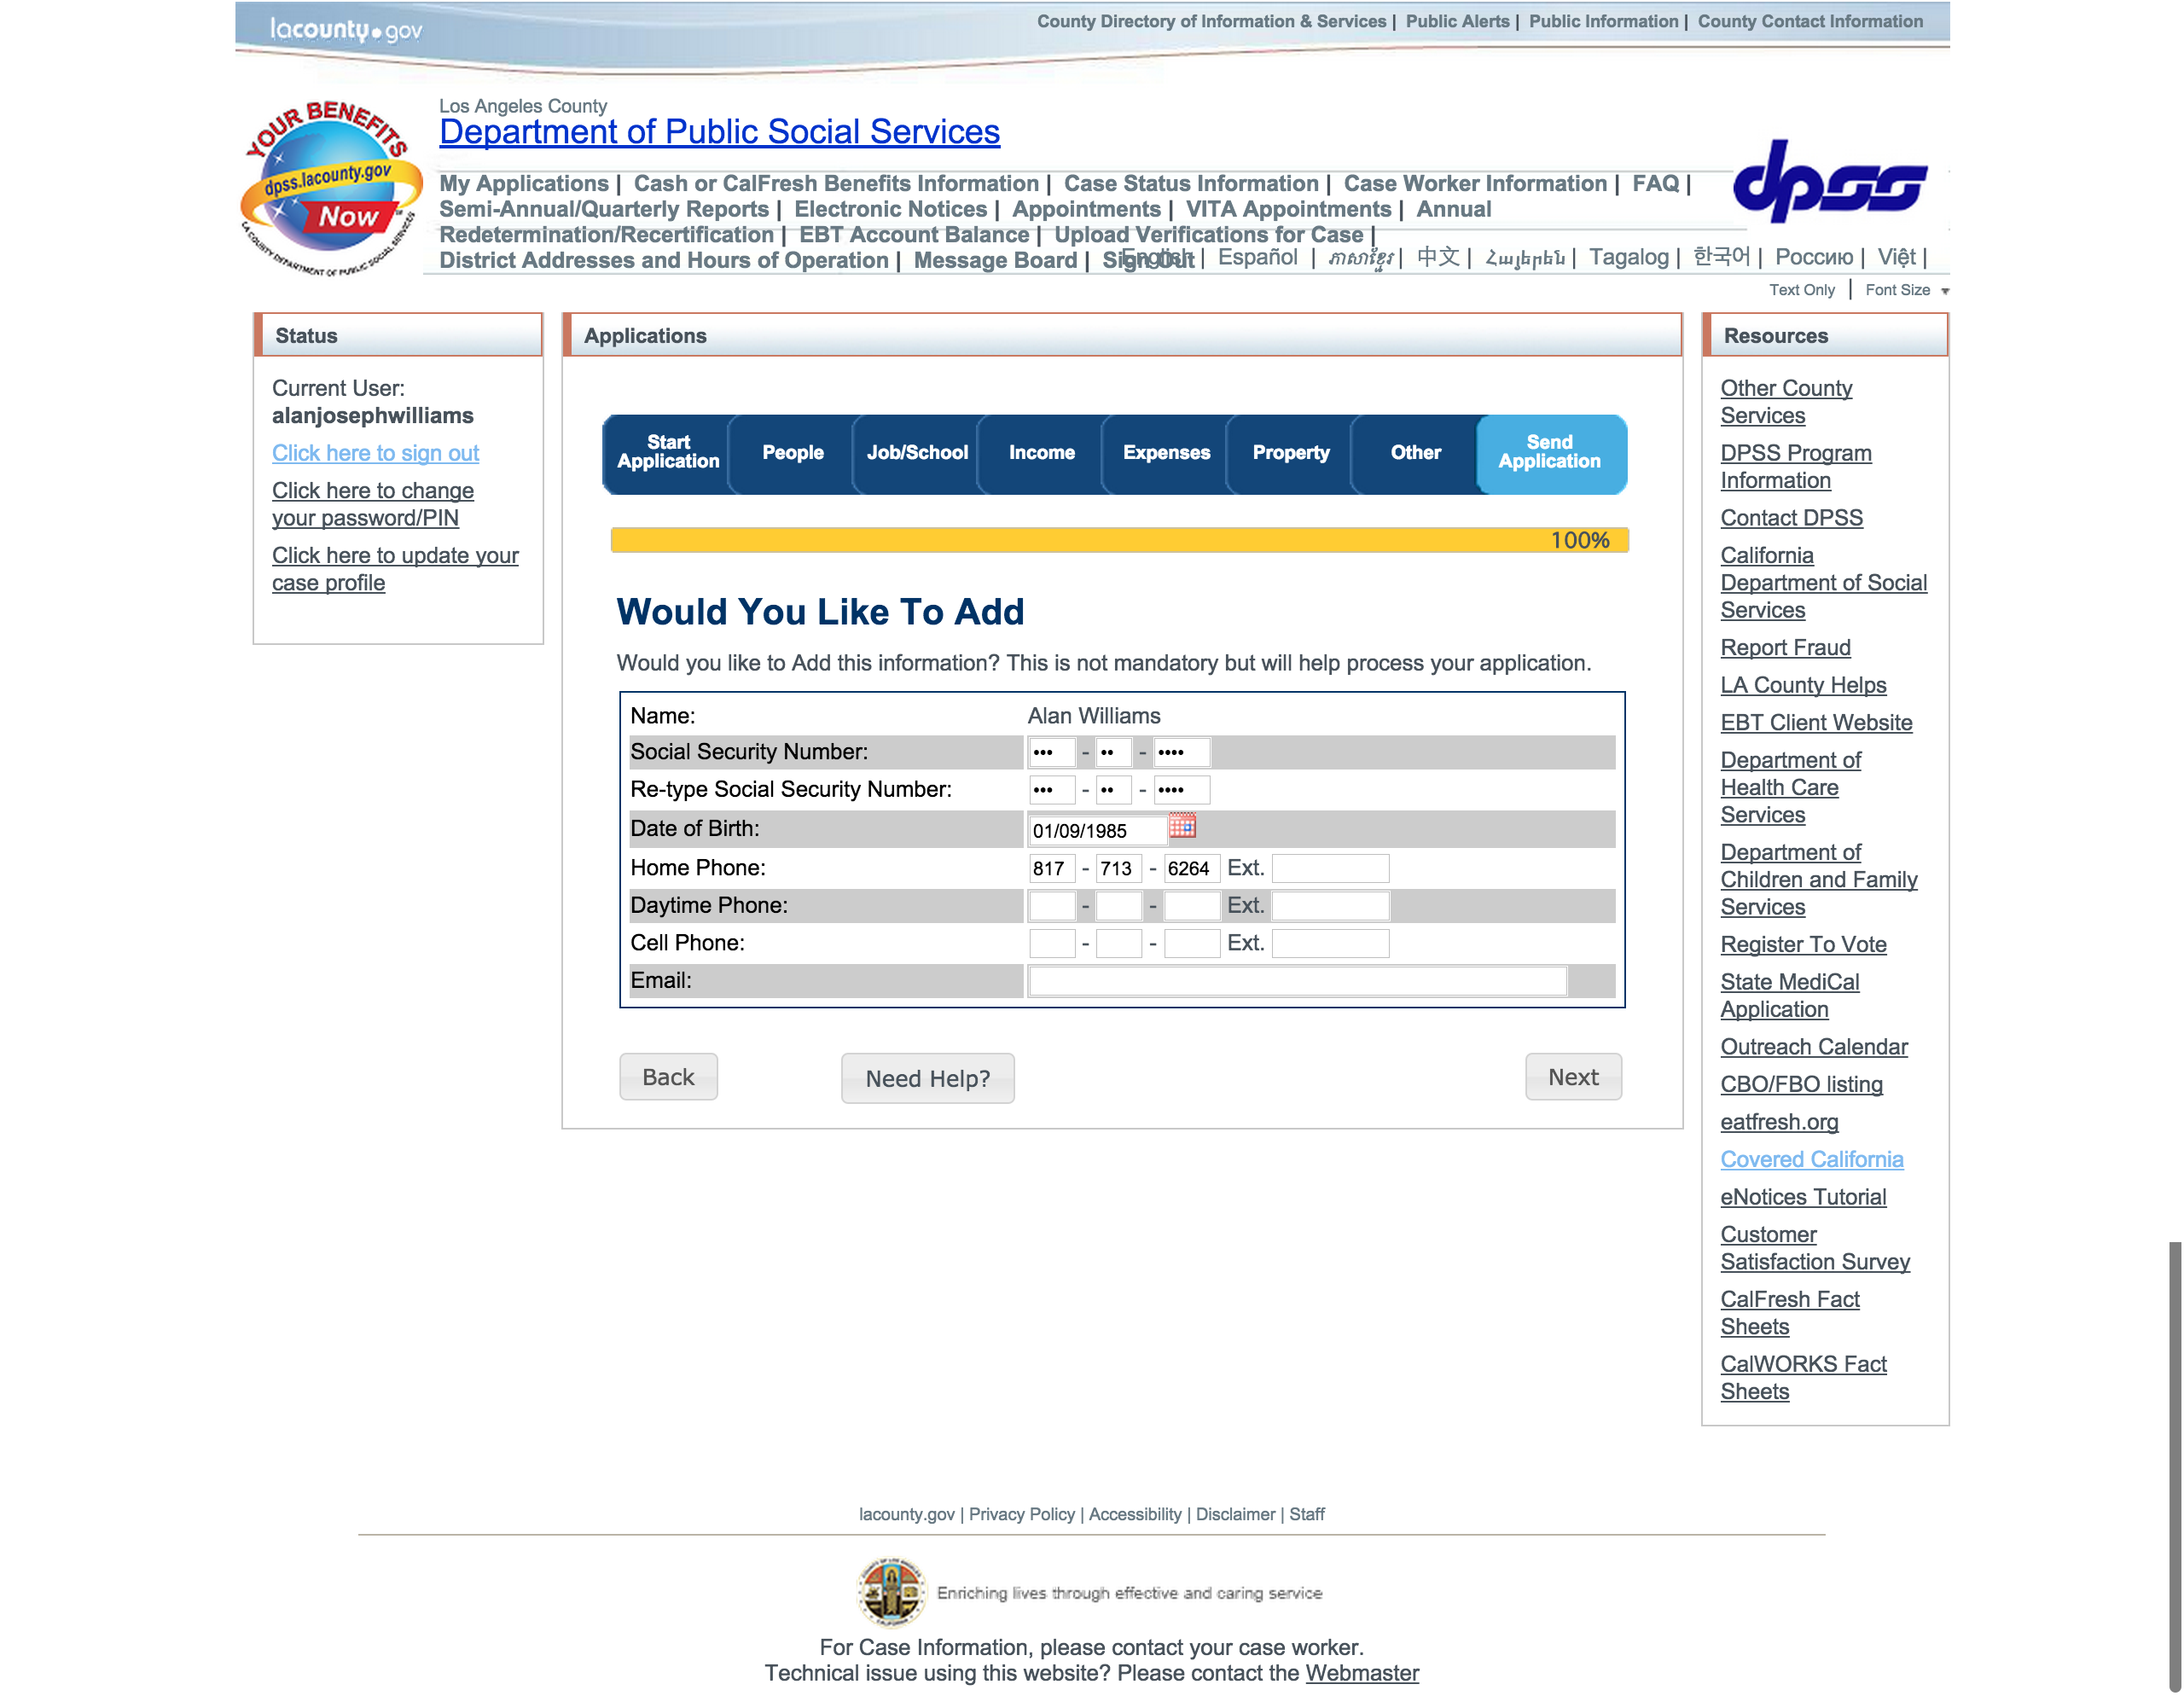 lacounty.gov
County Directory of Information & Services | Public Alerts | Public Information | County Contact Information
YOUR BENEFITS
dpss.lacounty.gov
Now
LA COUNTY DEPARTMENT OF PUBLIC SOCIAL SERVICES
Los Angeles County
Department of Public Social Services
dpss
My Applications | Cash or CalFresh Benefits Information | Case Status Information | Case Worker Information | FAQ |
Semi-Annual/Quarterly Reports | Electronic Notices | Appointments | VITA Appointments | Annual
Redetermination/Recertification | EBT Account Balance | Upload Verifications for Case |
District Addresses and Hours of Operation | Message Board | Sign Out
English | Español | ភាសាខ្មែរ | 中文 | Հայերեն | Tagalog | 한국어 | Россию | Việt |
Text Only | Font Size
Status
Current User:
alanjosephwilliams
Click here to sign out
Click here to change
your password/PIN
Click here to update your
case profile
Applications
Start
Application
People
Job/School
Income
Expenses
Property
Other
Send
Application
100%
Would You Like To Add
Would you like to Add this information? This is not mandatory but will help process your application.
Name: Alan Williams
Social Security Number: ••• - •• - ••••
Re-type Social Security Number: ••• - •• - ••••
Date of Birth: 01/09/1985
Home Phone: 817 - 713 - 6264 Ext.
Daytime Phone: - - Ext.
Cell Phone: - - Ext.
Email:
Back
Need Help?
Next
Resources
Other County
Services
DPSS Program
Information
Contact DPSS
California
Department of Social
Services
Report Fraud
LA County Helps
EBT Client Website
Department of
Health Care
Services
Department of
Children and Family
Services
Register To Vote
State MediCal
Application
Outreach Calendar
CBO/FBO listing
eatfresh.org
Covered California
eNotices Tutorial
Customer
Satisfaction Survey
CalFresh Fact
Sheets
CalWORKS Fact
Sheets
lacounty.gov | Privacy Policy | Accessibility | Disclaimer | Staff
Enriching lives through effective and caring service
For Case Information, please contact your case worker.
Technical issue using this website? Please contact the Webmaster